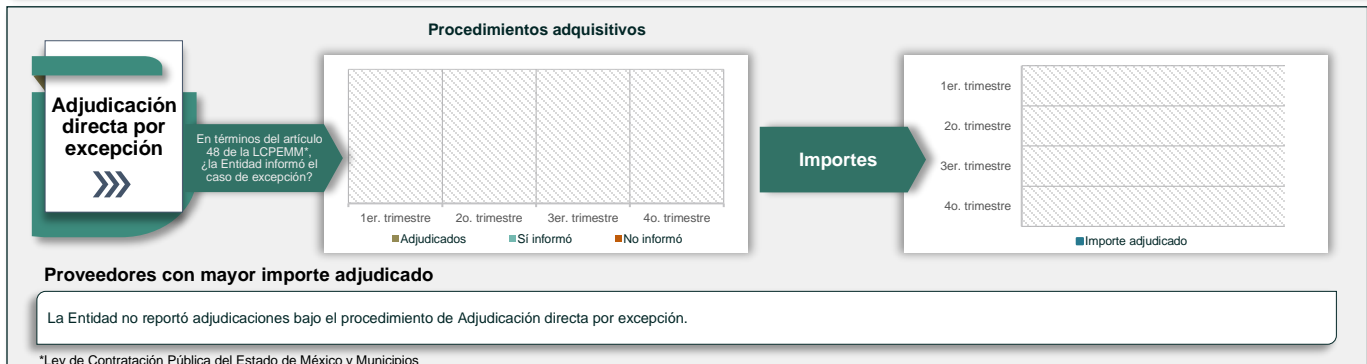 Procedimientos adquisitivos
Adjudicación
directa por
excepción
En términos del artículo
48 de la LCPEMM*,
¿la Entidad informó el
caso de excepción?
1er. trimestre 2o. trimestre 3er. trimestre 4o. trimestre
Adjudicados Sí informó No informó
Importes
1er. trimestre
2o. trimestre
3er. trimestre
4o. trimestre
Importe adjudicado
Proveedores con mayor importe adjudicado
La Entidad no reportó adjudicaciones bajo el procedimiento de Adjudicación directa por excepción.
*Ley de Contratación Pública del Estado de México y Municipios